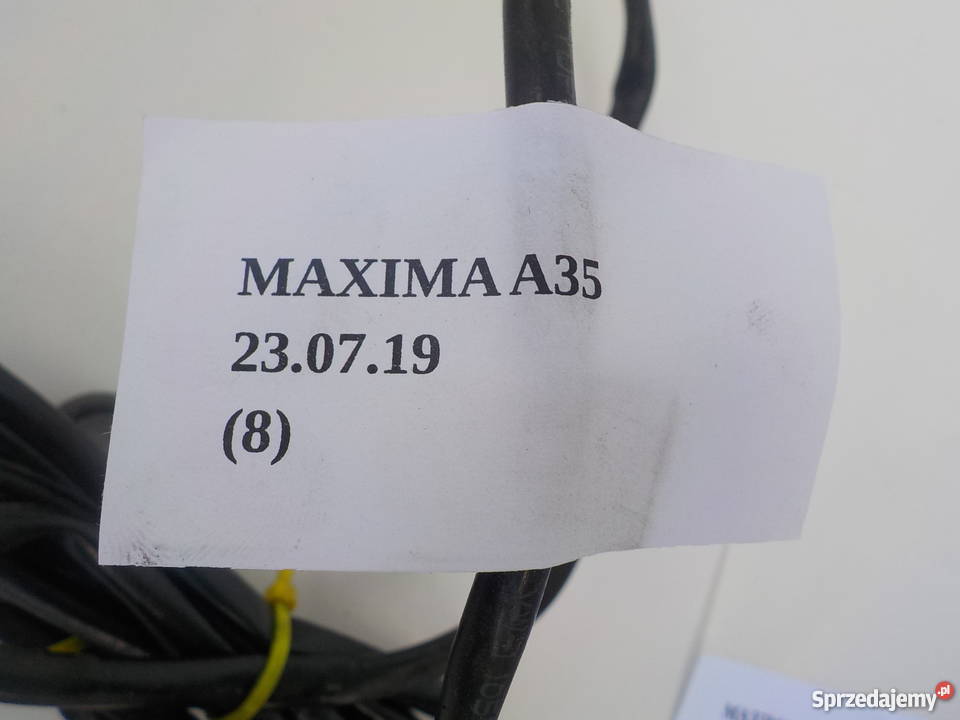 MAXIMA A35
23.07.19
(8)
Sprzedajemy.pl